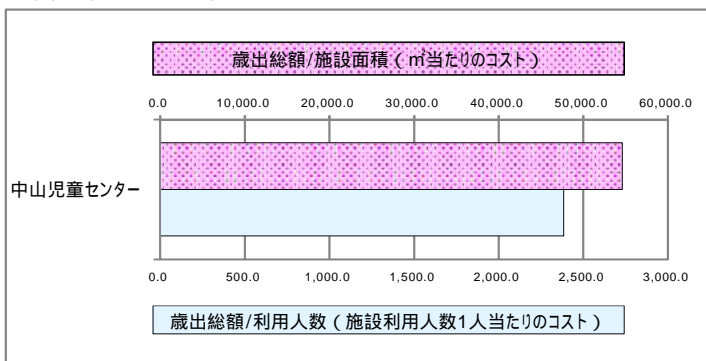 歳出総額/施設面積（㎡当たりのコスト）
0.0 10,000.0 20,000.0 30,000.0 40,000.0 50,000.0 60,000.0
中山児童センター
0.0 500.0 1,000.0 1,500.0 2,000.0 2,500.0 3,000.0
歳出総額/利用人数（施設利用人数1人当たりのコスト）